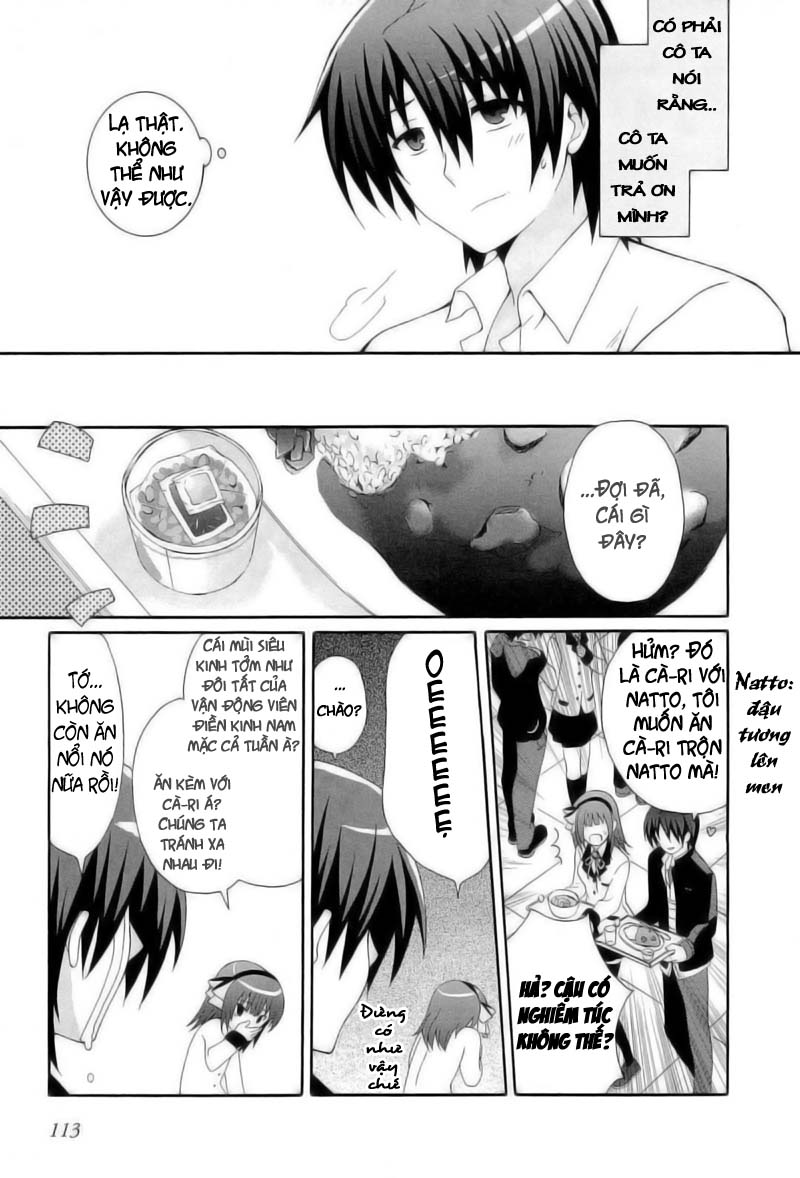 CÓ PHẢI
CÔ TA
NÓI
RẰNG...
CÔ TA
MUỐN
TRẢ ƠN
MÌNH?
LẠ THẬT.
KHÔNG
THỂ NHƯ
VẬY ĐƯỢC.
...ĐỢI ĐÃ,
CÁI GÌ
ĐÂY?
HỬM? ĐÓ
LÀ CÀ-RI VỚI
NATTO, TÔI
MUỐN ĂN
CÀ-RI TRỘN
NATTO MÀ!
Natto:
đậu
tương
lên
men
HẢ? CẬU CÓ
NGHIÊM TÚC
KHÔNG THẾ?
...
CHÀO?
Đừng
có
như
vậy chứ
CÁI MÙI SIÊU
KINH TỞM NHƯ
ĐÔI TẤT CỦA
VẬN ĐỘNG VIÊN
ĐIỀN KINH NAM
MẶC CẢ TUẦN À?
ĂN KÈM VỚI
CÀ-RI Á?
CHÚNG TA
TRÁNH XA
NHAU ĐI!
TỚ...
KHÔNG
CÒN ĂN
NỔI NÓ
NỮA RỒI!
113